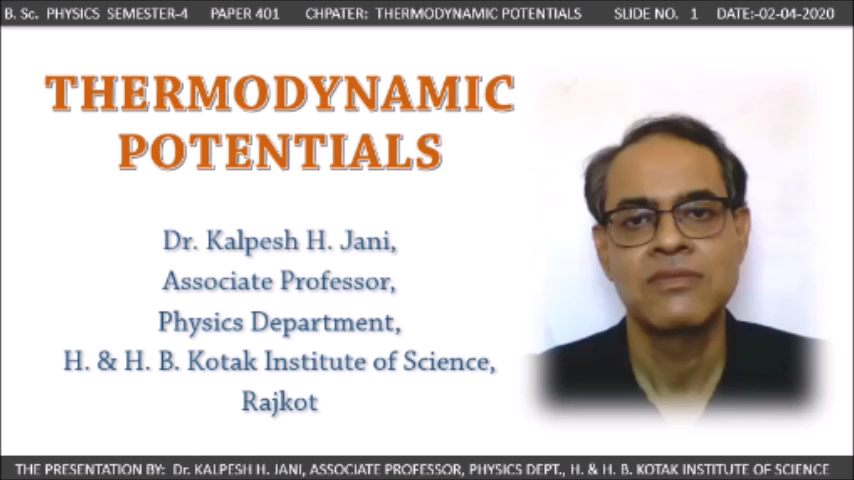 B. Sc. PHYSICS SEMESTER-4 PAPER 401 CHPATER: THERMODYNAMIC POTENTIALS SLIDE NO. 1 DATE:-02-04-2020
THERMODYNAMIC
POTENTIALS
Dr. Kalpesh H. Jani,
Associate Professor,
Physics Department,
H. & H. B. Kotak Institute of Science,
Rajkot
THE PRESENTATION BY: Dr. KALPESH H. JANI, ASSOCIATE PROFESSOR, PHYSICS DEPT., H. & H. B. KOTAK INSTITUTE OF SCIENCE